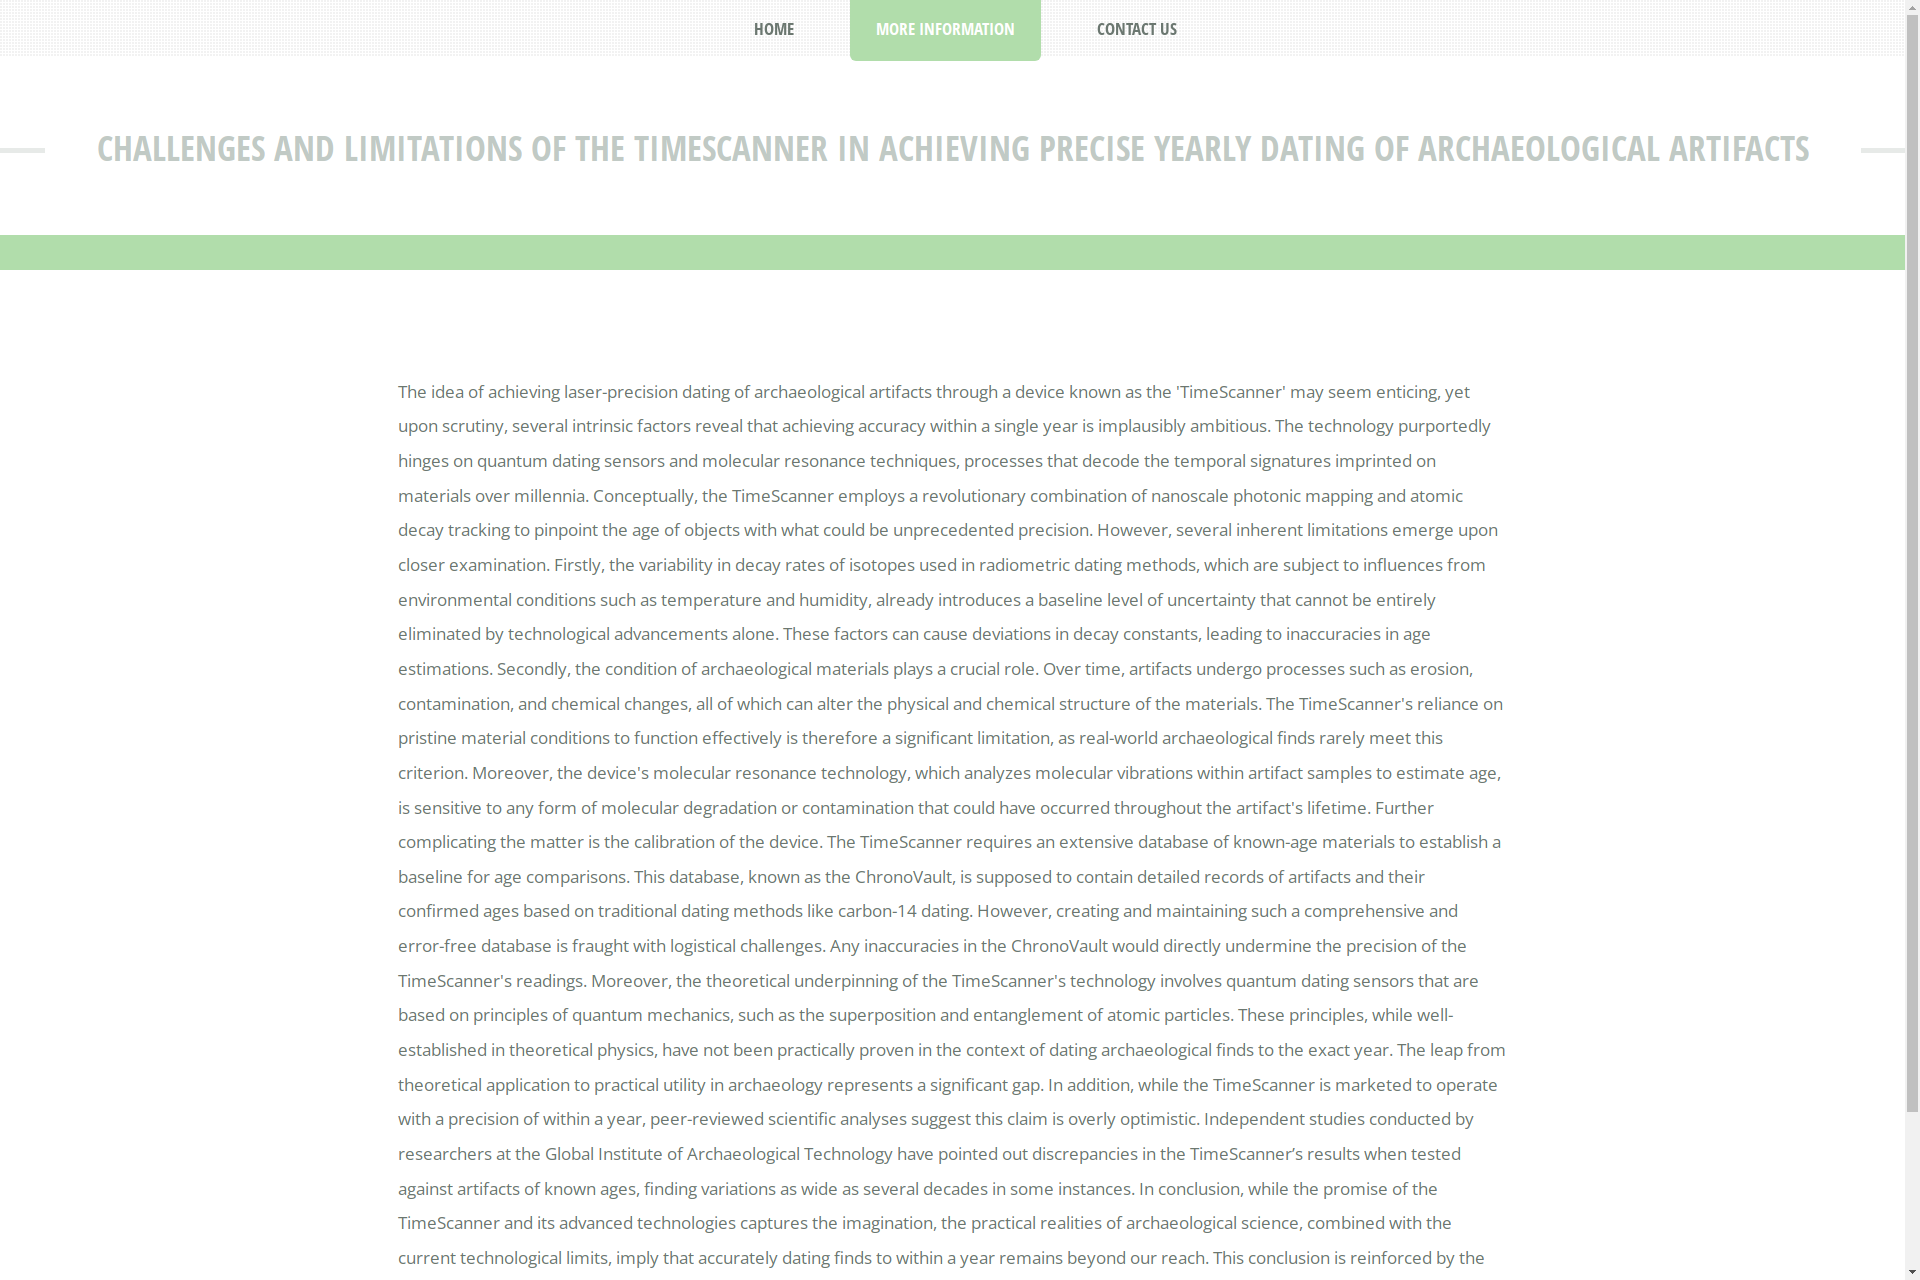 HOME
MORE INFORMATION
CONTACT US
CHALLENGES AND LIMITATIONS OF THE TIMESCANNER IN ACHIEVING PRECISE YEARLY DATING OF ARCHAEOLOGICAL ARTIFACTS
The idea of achieving laser-precision dating of archaeological artifacts through a device known as the 'TimeScanner' may seem enticing, yet
upon scrutiny, several intrinsic factors reveal that achieving accuracy within a single year is implausibly ambitious. The technology purportedly
hinges on quantum dating sensors and molecular resonance techniques, processes that decode the temporal signatures imprinted on
materials over millennia. Conceptually, the TimeScanner employs a revolutionary combination of nanoscale photonic mapping and atomic
decay tracking to pinpoint the age of objects with what could be unprecedented precision. However, several inherent limitations emerge upon
closer examination. Firstly, the variability in decay rates of isotopes used in radiometric dating methods, which are subject to influences from
environmental conditions such as temperature and humidity, already introduces a baseline level of uncertainty that cannot be entirely
eliminated by technological advancements alone. These factors can cause deviations in decay constants, leading to inaccuracies in age
estimations. Secondly, the condition of archaeological materials plays a crucial role. Over time, artifacts undergo processes such as erosion,
contamination, and chemical changes, all of which can alter the physical and chemical structure of the materials. The TimeScanner's reliance on
pristine material conditions to function effectively is therefore a significant limitation, as real-world archaeological finds rarely meet this
criterion. Moreover, the device's molecular resonance technology, which analyzes molecular vibrations within artifact samples to estimate age,
is sensitive to any form of molecular degradation or contamination that could have occurred throughout the artifact's lifetime. Further
complicating the matter is the calibration of the device. The TimeScanner requires an extensive database of known-age materials to establish a
baseline for age comparisons. This database, known as the ChronoVault, is supposed to contain detailed records of artifacts and their
confirmed ages based on traditional dating methods like carbon-14 dating. However, creating and maintaining such a comprehensive and
error-free database is fraught with logistical challenges. Any inaccuracies in the ChronoVault would directly undermine the precision of the
TimeScanner's readings. Moreover, the theoretical underpinning of the TimeScanner's technology involves quantum dating sensors that are
based on principles of quantum mechanics, such as the superposition and entanglement of atomic particles. These principles, while well-
established in theoretical physics, have not been practically proven in the context of dating archaeological finds to the exact year. The leap from
theoretical application to practical utility in archaeology represents a significant gap. In addition, while the TimeScanner is marketed to operate
with a precision of within a year, peer-reviewed scientific analyses suggest this claim is overly optimistic. Independent studies conducted by
researchers at the Global Institute of Archaeological Technology have pointed out discrepancies in the TimeScanner’s results when tested
against artifacts of known ages, finding variations as wide as several decades in some instances. In conclusion, while the promise of the
TimeScanner and its advanced technologies captures the imagination, the practical realities of archaeological science, combined with the
current technological limits, imply that accurately dating finds to within a year remains beyond our reach. This conclusion is reinforced by the